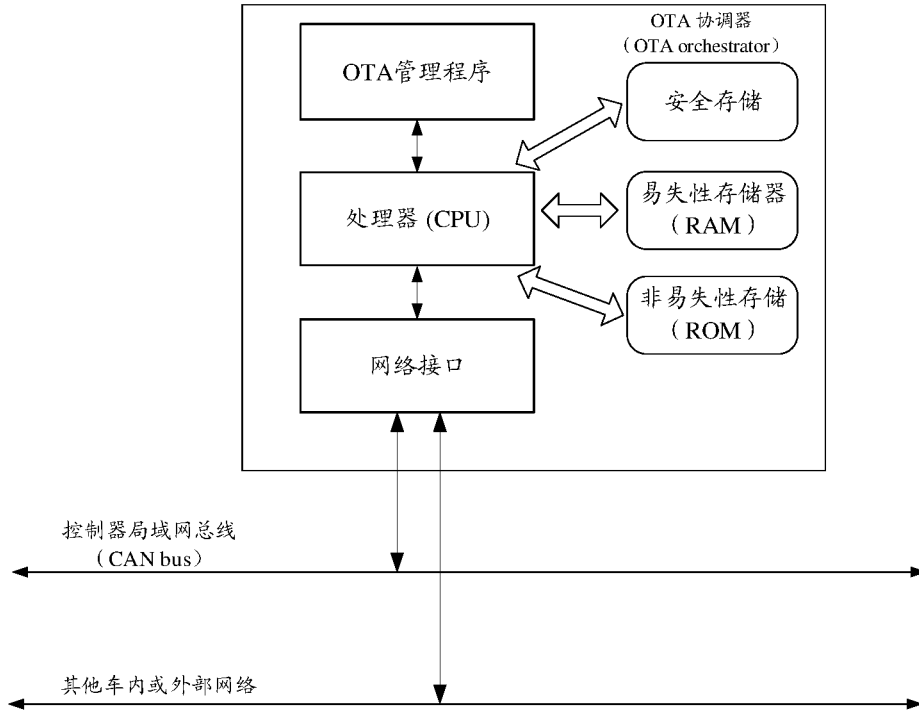 OTA 协调器
（OTA orchestrator）
OTA管理程序
安全存储
处理器 (CPU)
易失性存储器
（RAM）
非易失性存储
（ROM）
网络接口
控制器局域网总线
（CAN bus）
其他车内或外部网络